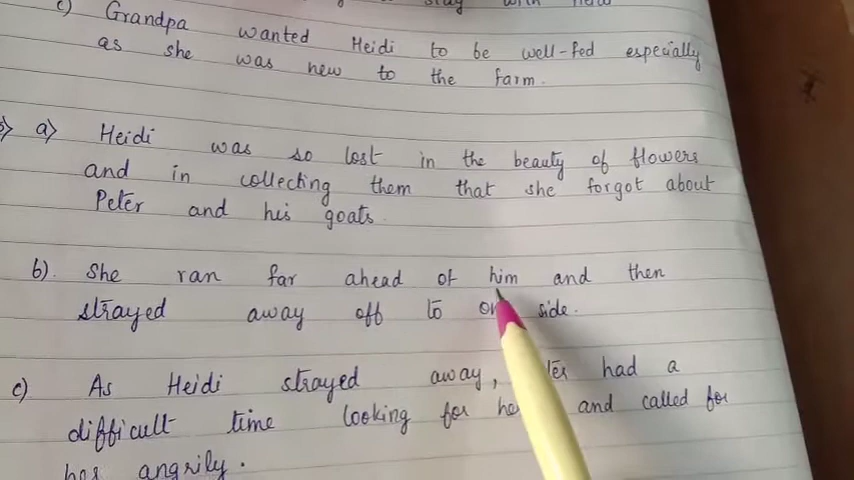 stay with
c) Grandpa wanted Heidi to be well-fed especially
as she was new to the farm.
a) Heidi was so lost in the beauty of flowers
and in collecting them that she forgot about
Peter and his goats.
b). She ran far ahead of him and then
strayed away off to side.
c) As Heidi strayed away, had a
difficult time looking for and called for
her angrily.